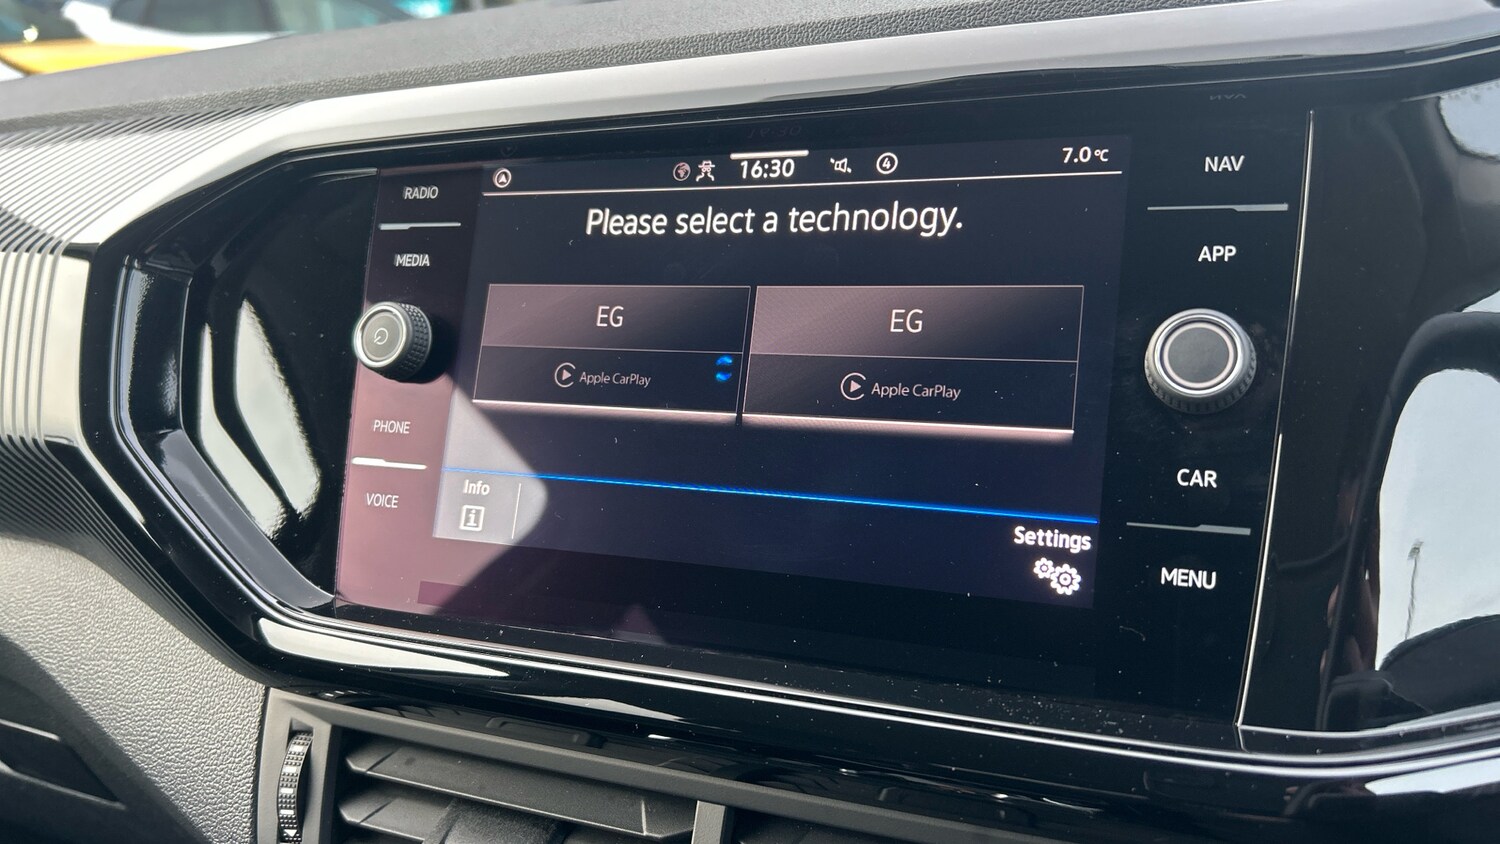 RADIO
MEDIA
PHONE
VOICE
16:30
4
7.0°C
Please select a technology.
EG
Apple CarPlay
EG
Apple CarPlay
Info
i
Settings
NAV
APP
CAR
MENU